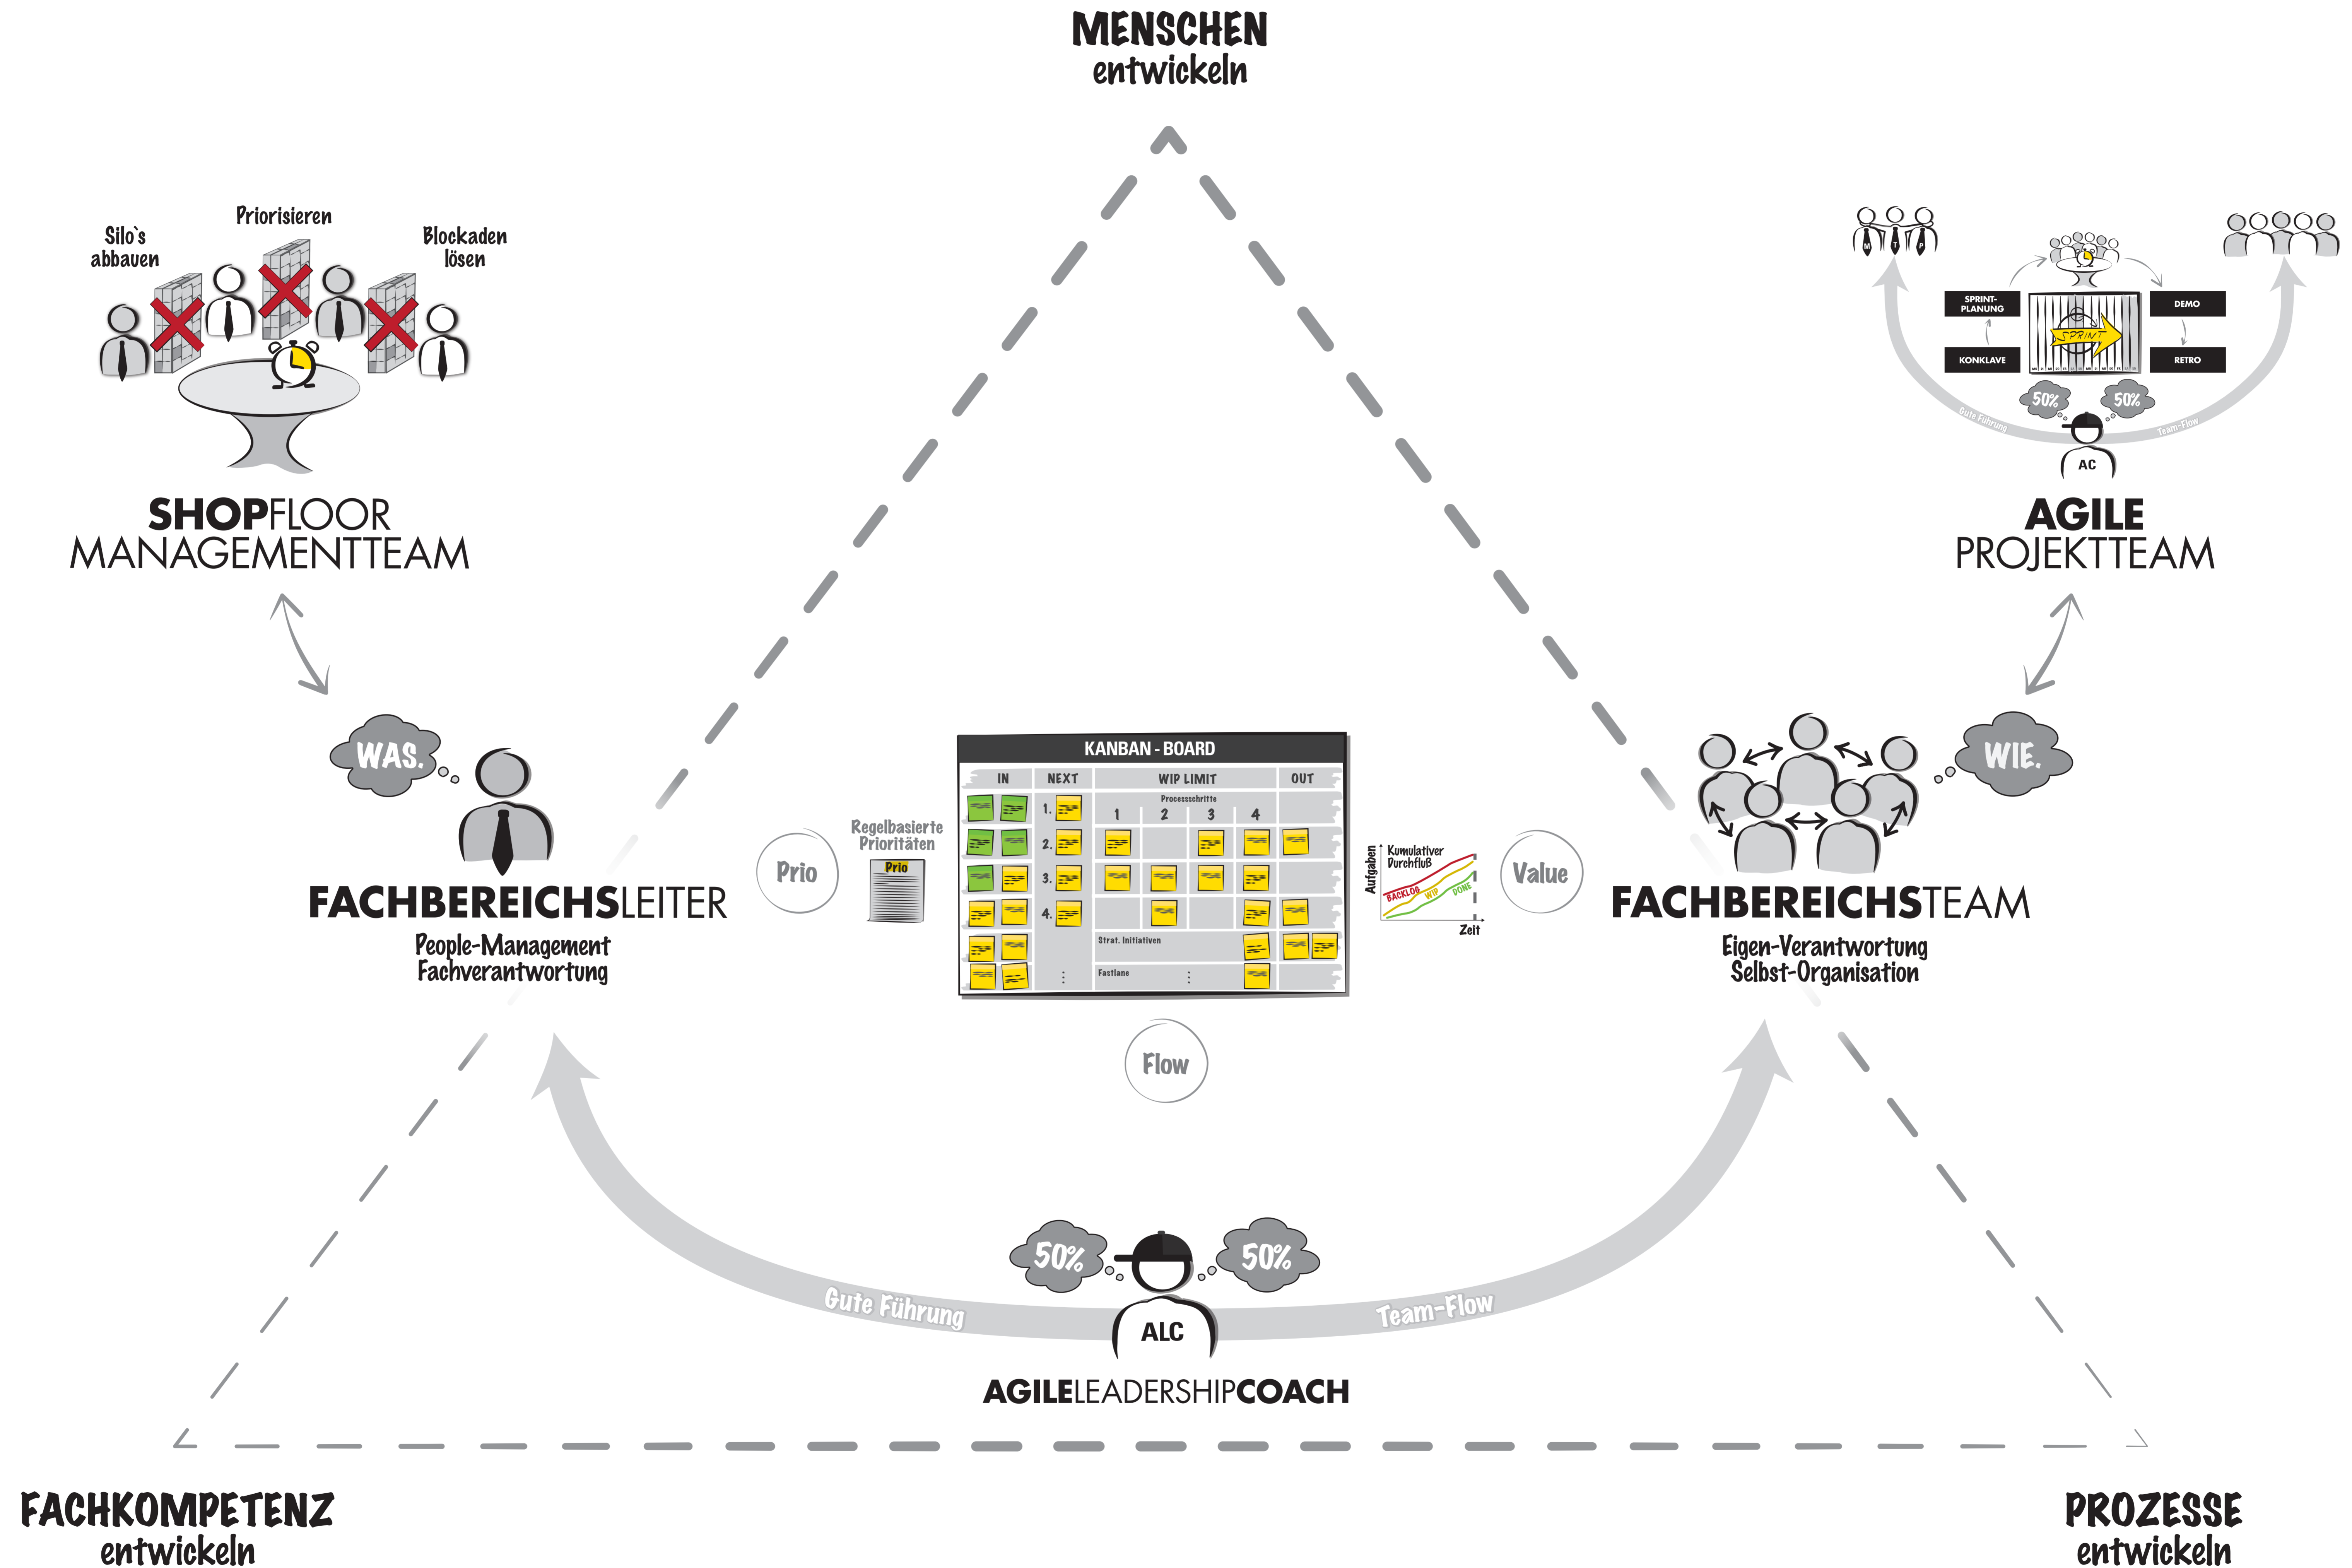 MENSCHEN
entwickeln
Priorisieren
Silo`s
abbauen
Blockaden
lösen
SHOPFLOOR
MANAGEMENTTEAM
M T P
SPRINT-
PLANUNG
DEMO
SPRINT
KONKLAVE
RETRO
50%
50%
Gute Führung
Team-Flow
AC
AGILE
PROJEKTTEAM
WAS.
FACHBEREICHSLEITER
People-Management
Fachverantwortung
Prio
Regelbasierte
Prioritäten
Prio
KANBAN - BOARD
IN NEXT WIP LIMIT OUT
Processschritte
1 2 3 4
1.
2.
3.
4.
Strat. Initiativen
Fastlane
Aufgaben
Kumulativer
Durchfluß
BACKLOG
WIP
DONE
Zeit
Value
Flow
WIE.
FACHBEREICHSTEAM
Eigen-Verantwortung
Selbst-Organisation
50%
50%
Gute Führung
Team-Flow
ALC
AGILELEADERSHIPCOACH
FACHKOMPETENZ
entwickeln
PROZESSE
entwickeln